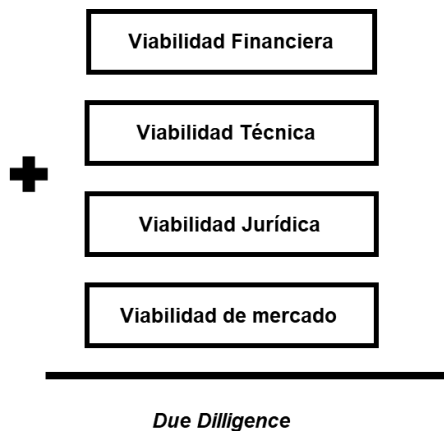 Viabilidad Financiera
Viabilidad Técnica
Viabilidad Jurídica
Viabilidad de mercado
Due Dilligence